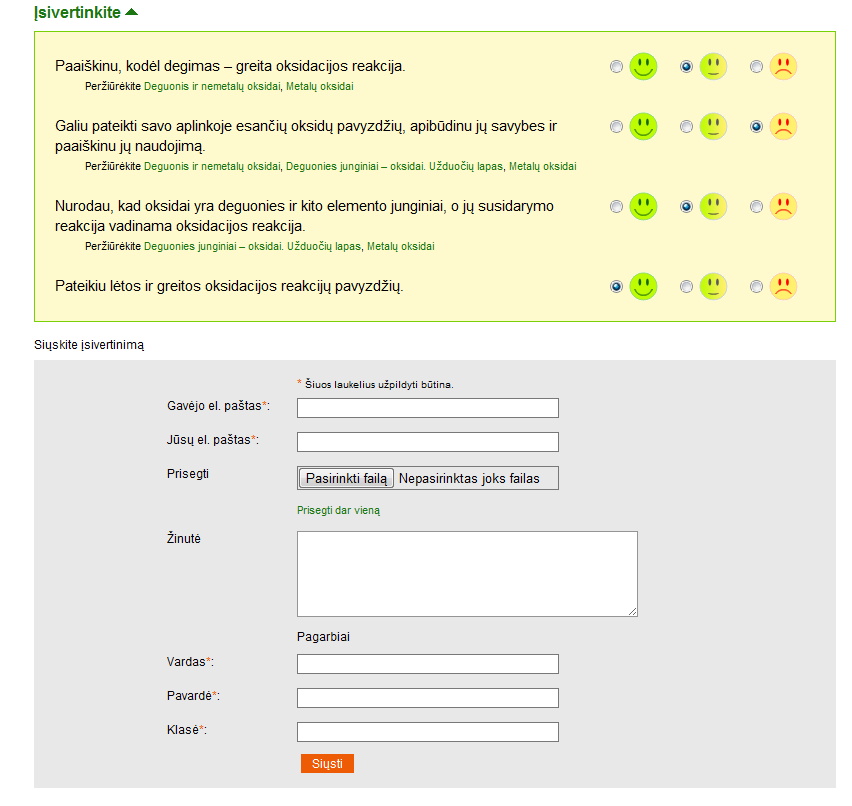 Įsivertinkite
Paaiškinu, kodėl degimas – greita oksidacijos reakcija.
Peržiūrėkite Deguonis ir nemetalų oksidai, Metalų oksidai
Galiu pateikti savo aplinkoje esančių oksidų pavyzdžių, apibūdinu jų savybes ir
paaiškinu jų naudojimą.
Peržiūrėkite Deguonis ir nemetalų oksidai, Deguonies junginiai – oksidai. Užduočių lapas, Metalų oksidai
Nurodau, kad oksidai yra deguonies ir kito elemento junginiai, o jų susidarymo
reakcija vadinama oksidacijos reakcija.
Peržiūrėkite Deguonies junginiai – oksidai. Užduočių lapas, Metalų oksidai
Pateikiu lėtos ir greitos oksidacijos reakcijų pavyzdžių.
Siųskite įsivertinimą
* Šiuos laukelius užpildyti būtina.
Gavėjo el. paštas*:
Jūsų el. paštas*:
Prisegti
Pasirinkti failą Nepasirinktas joks failas
Prisegti dar vieną
Žinutė
Pagarbiai
Vardas*:
Pavardė*:
Klasė*:
Siųsti